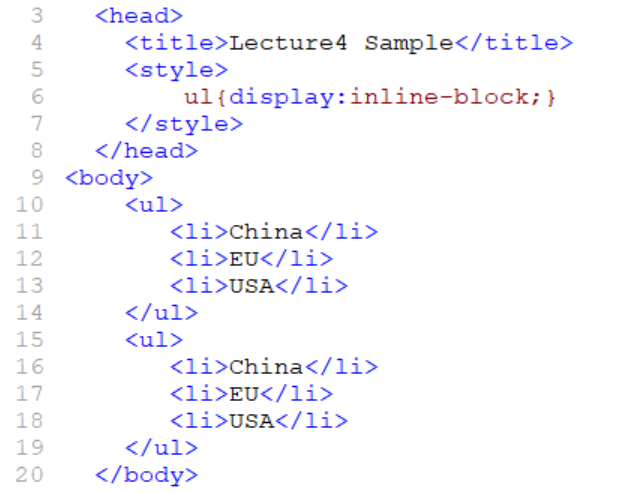 3 <head>
4 <title>Lecture4 Sample</title>
5 <style>
6 ul{display:inline-block;}
7 </style>
8 </head>
9 <body>
10 <ul>
11 <li>China</li>
12 <li>EU</li>
13 <li>USA</li>
14 </ul>
15 <ul>
16 <li>China</li>
17 <li>EU</li>
18 <li>USA</li>
19 </ul>
20 </body>